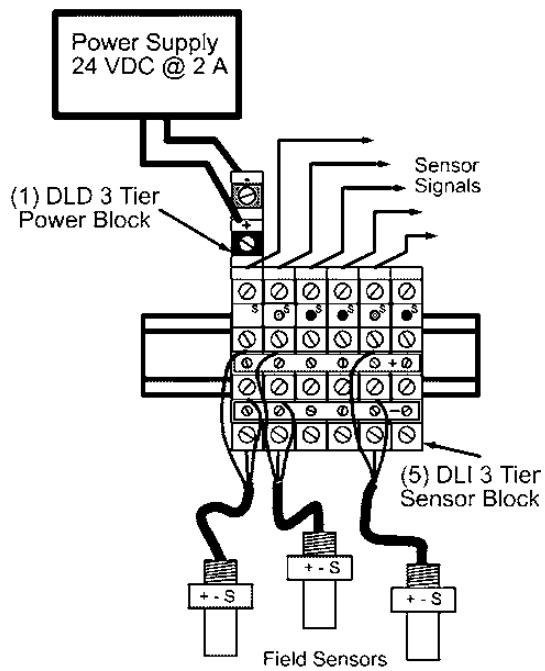 Power Supply
24 VDC @ 2 A
(1) DLD 3 Tier
Power Block
Sensor
Signals
-
+
S S S S S S
+
-
(5) DLI 3 Tier
Sensor Block
+ - S
+ - S
+ - S
Field Sensors